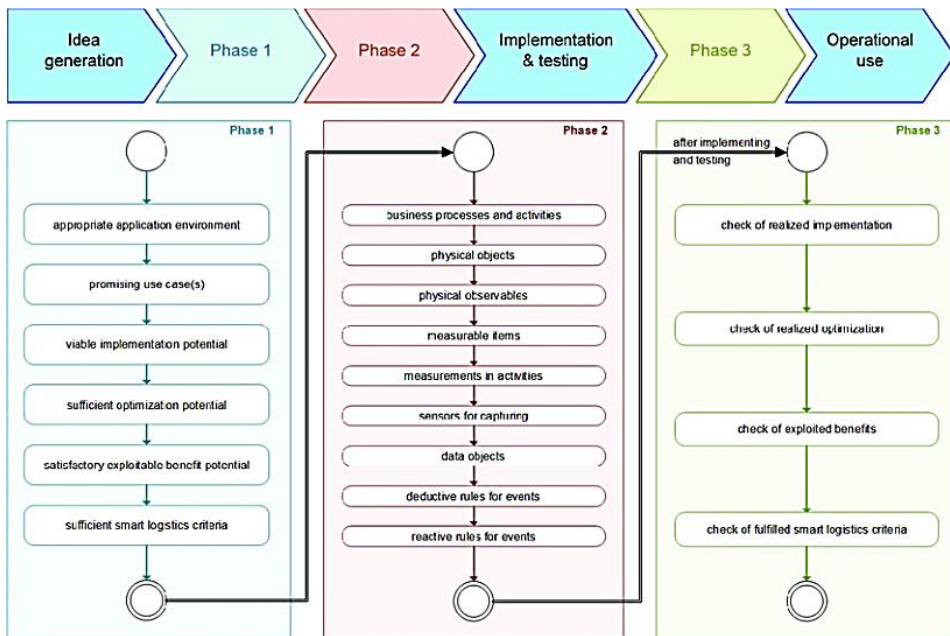 Idea
generation
Phase 1
Phase 2
Implementation
& testing
Phase 3
Operational
use
Phase 1
appropriate application environment
promising use case(s)
viable implementation potential
sufficient optimization potential
satisfactory exploitable benefit potential
sufficient smart logistics criteria
Phase 2
business processes and activities
physical objects
physical observables
measurable items
measurements in activities
sensors for capturing
data objects
deductive rules for events
reactive rules for events
Phase 3
after implementing
and testing
check of realized implementation
check of realized optimization
check of exploited benefits
check of fulfilled smart logistics criteria